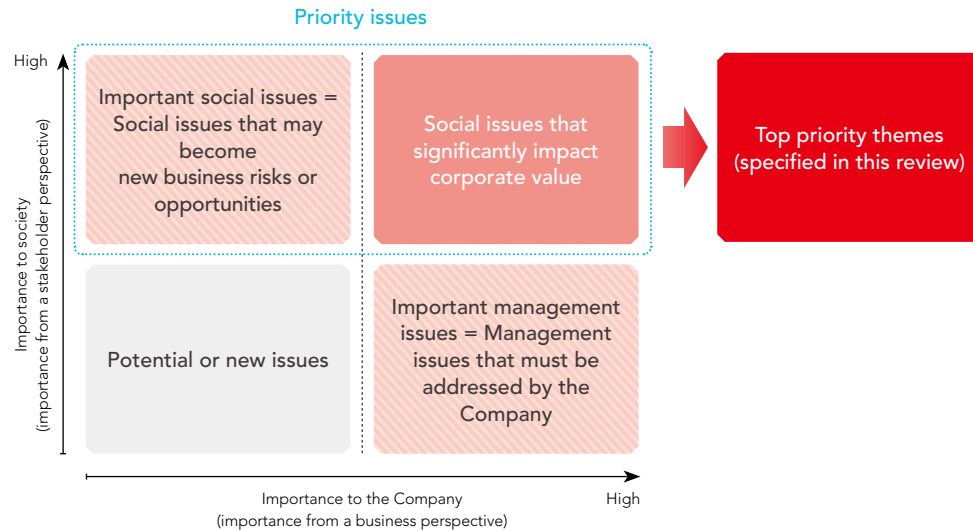 Priority issues
High
Importance to society
(importance from a stakeholder perspective)
Important social issues =
Social issues that may
become
new business risks or
opportunities
Social issues that
significantly impact
corporate value
Top priority themes
(specified in this review)
Potential or new issues
Important management
issues = Management
issues that must be
addressed by the
Company
Importance to the Company
(importance from a business perspective)
High